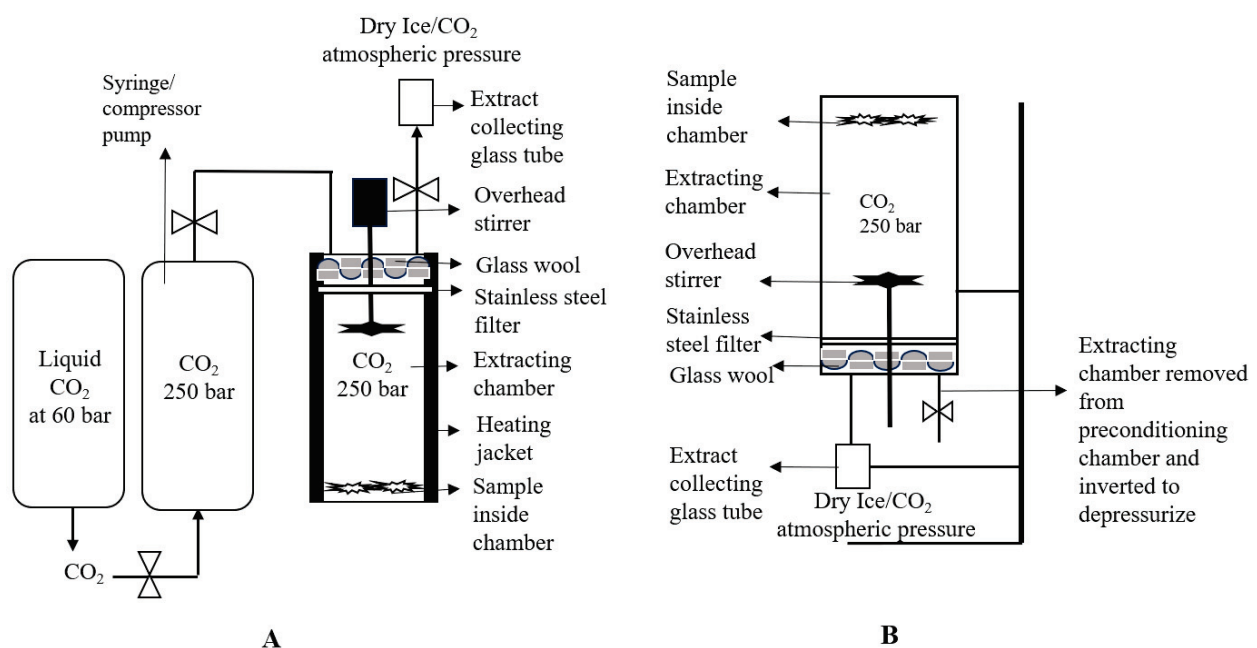 Dry Ice/CO₂
atmospheric pressure
Syringe/
compressor
pump
Extract
collecting
glass tube
Overhead
stirrer
Glass wool
Stainless steel
filter
Liquid
CO₂
at 60 bar
CO₂
250 bar
CO₂
250 bar
Extracting
chamber
Heating
jacket
Sample
inside
chamber
CO₂
A
Sample
inside
chamber
Extracting
chamber
CO₂
250 bar
Overhead
stirrer
Stainless
steel filter
Glass wool
Extracting
chamber removed
from
preconditioning
chamber and
inverted to
depressurize
Extract
collecting
glass tube
Dry Ice/CO₂
atmospheric pressure
B